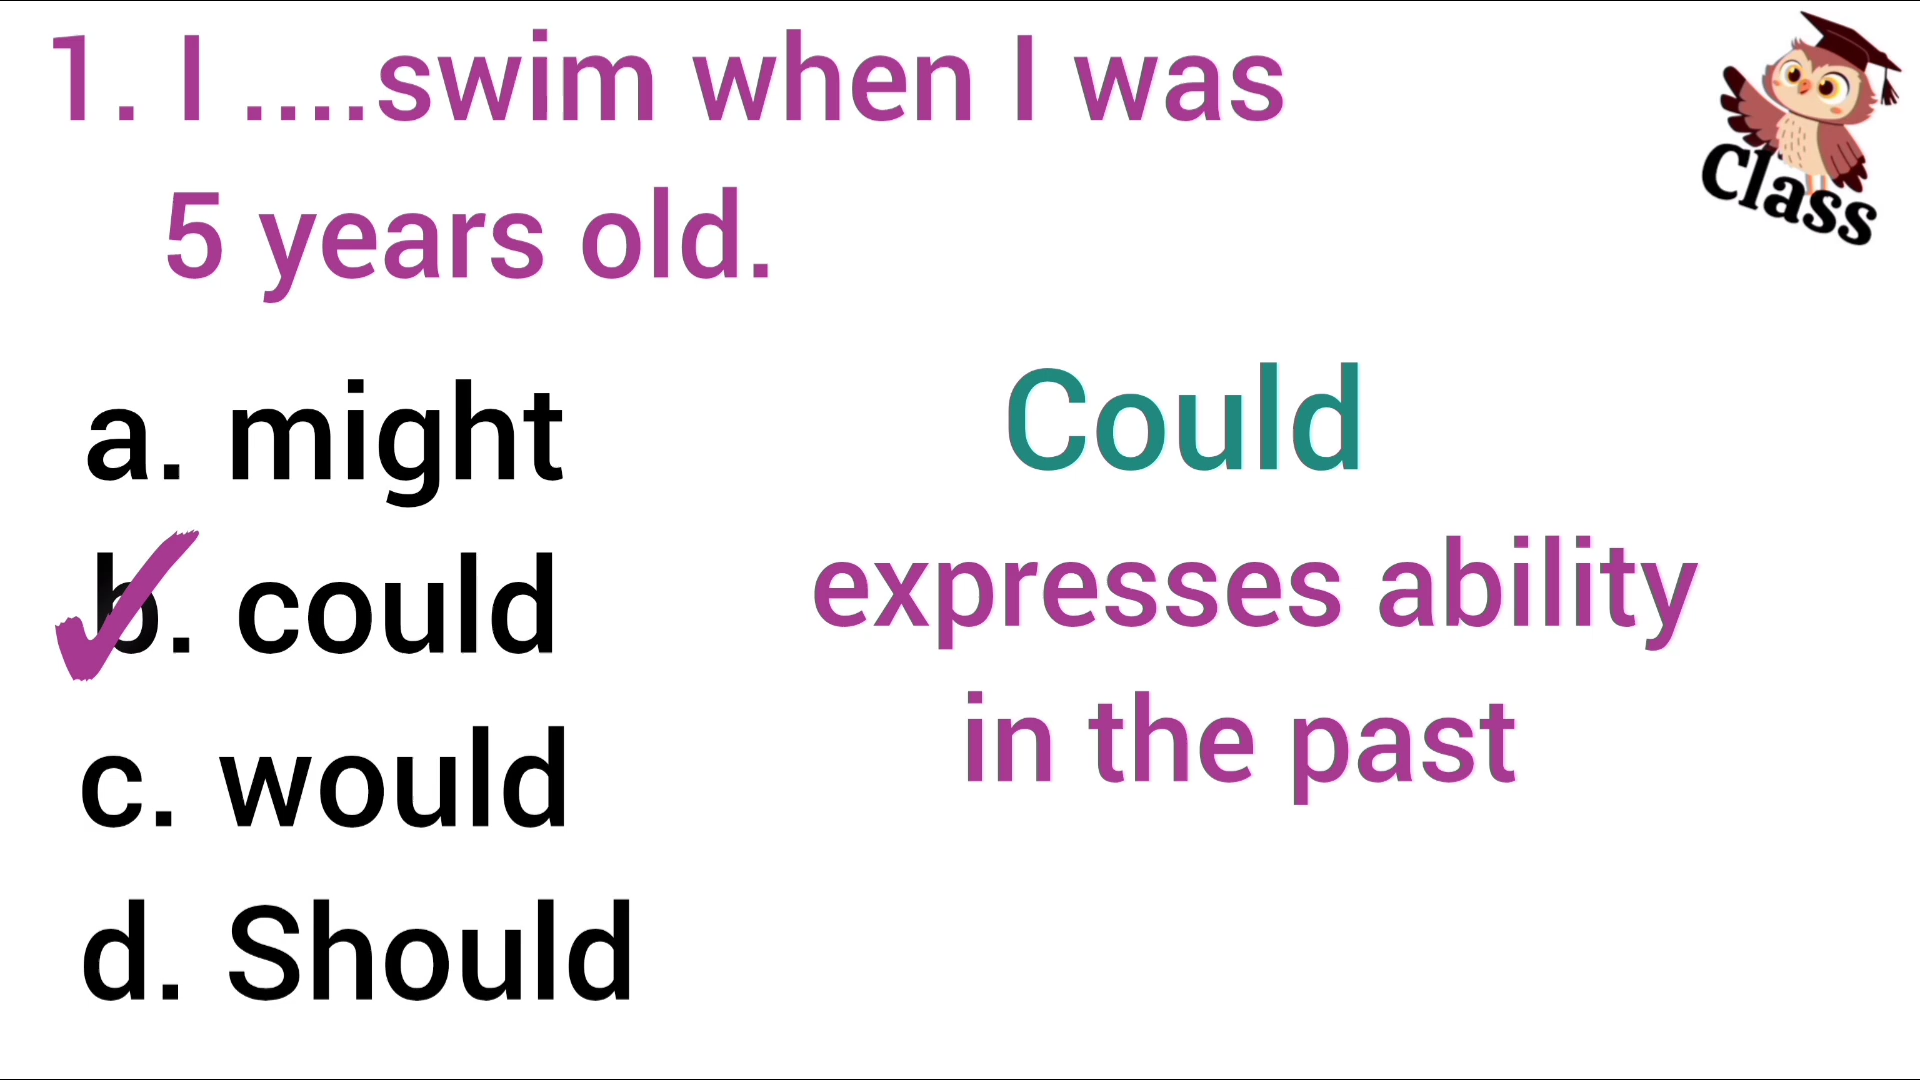 1. I ....swim when I was
5 years old.
Class
a. might
b. could
c. would
d. Should
Could
expresses ability
in the past